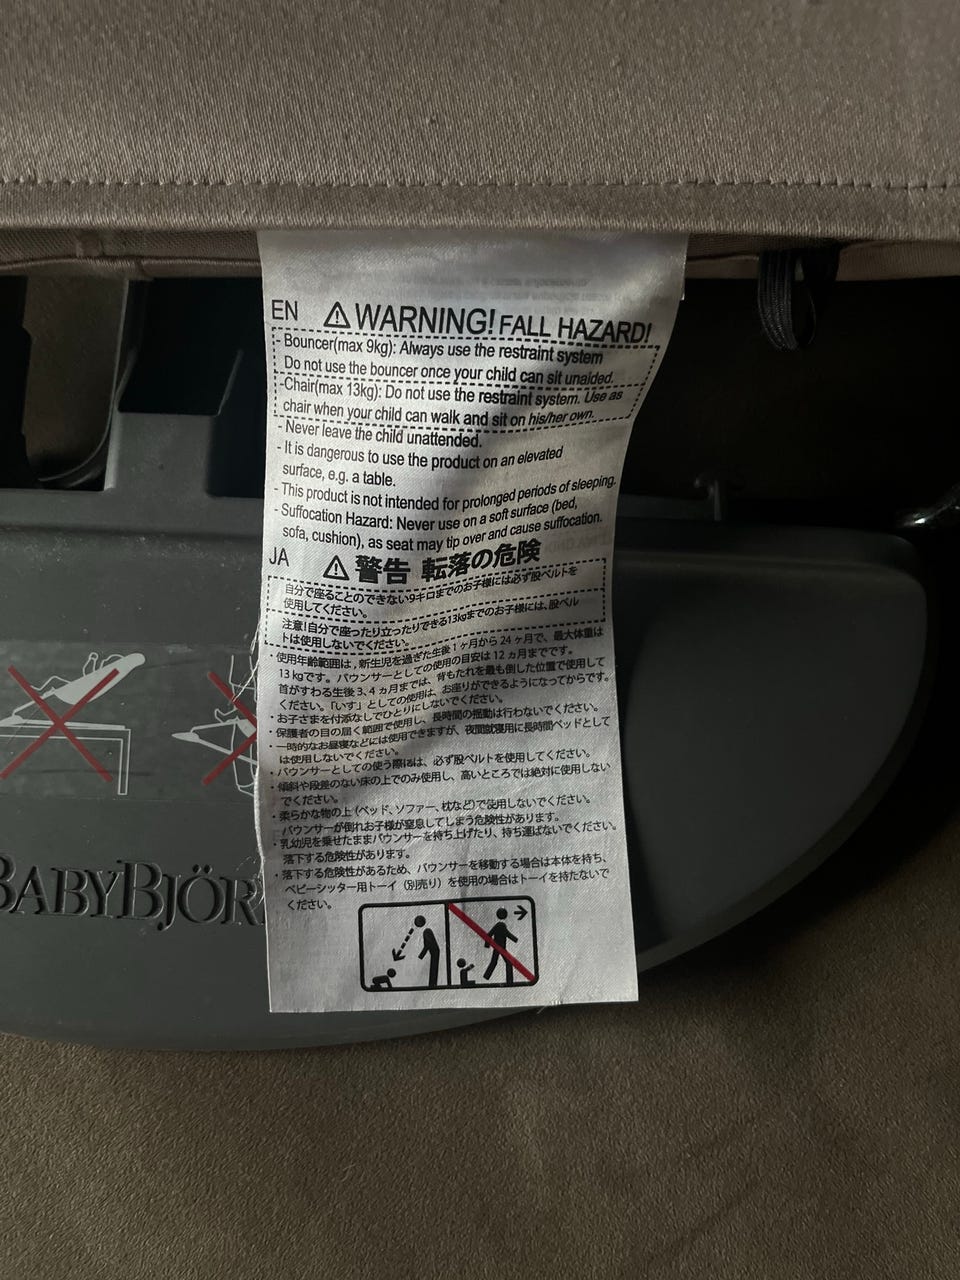 EN ⚠ WARNING! FALL HAZARD!
- Bouncer(max 9kg): Always use the restraint system
Do not use the bouncer once your child can sit unaided.
-Chair(max 13kg): Do not use the restraint system. Use as
chair when your child can walk and sit on his/her own.
- Never leave the child unattended.
- It is dangerous to use the product on an elevated
surface, e.g. a table.
- This product is not intended for prolonged periods of sleeping.
- Suffocation Hazard: Never use on a soft surface (bed,
sofa, cushion), as seat may tip over and cause suffocation.
JA ⚠ 警告 転落の危険
自分で座ることのできない9キロまでのお子様には必ず股ベルトを
使用してください。
注意!自分で座ったり立ったりできる13kgまでのお子様には、股ベル
トは使用しないでください。
・使用年齢範囲は，新生児を過ぎた生後1ヶ月から24ヶ月で、最大体重は
13kgです。バウンサーとしての使用の目安は12ヵ月までです。
首がすわる生後3、4ヵ月までは、背もたれを最も倒した位置で使用して
ください。「いす」としての使用は、お座りができるようになってからです。
・お子さまを付添なしでひとりにしないでください。
・保護者の目の届く範囲で使用し、長時間の揺動は行わないでください。
・一時的なお昼寝などには使用できますが、夜間就寝用に長時間ベッドとして
は使用しないでください。
・バウンサーとしての使う際には、必ず股ベルトを使用してください。
・傾斜や段差のない床の上でのみ使用し、高いところでは絶対に使用しない
でください。
・柔らかな物の上（ベッド、ソファー、枕など）で使用しないでください。
バウンサーが倒れお子様が窒息してしまう危険性があります。
・乳幼児を乗せたままバウンサーを持ち上げたり、持ち運ばないでください。
落下する危険性があります。
・落下する危険性があるため、バウンサーを移動する場合は本体を持ち、
ベビーシッター用トーイ（別売り）を使用の場合はトーイを持たないで
ください。
BABYBJÖR